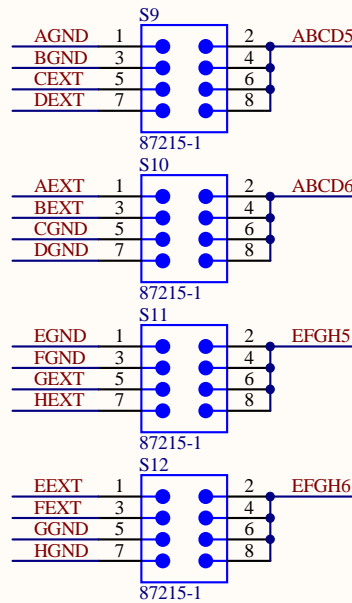 S9
AGND 1 2 ABCD5
BGND 3 4
CEXT 5 6
DEXT 7 8
87215-1
S10
AEXT 1 2 ABCD6
BEXT 3 4
CGND 5 6
DGND 7 8
87215-1
S11
EGND 1 2 EFGH5
FGND 3 4
GEXT 5 6
HEXT 7 8
87215-1
S12
EEXT 1 2 EFGH6
FEXT 3 4
GGND 5 6
HGND 7 8
87215-1